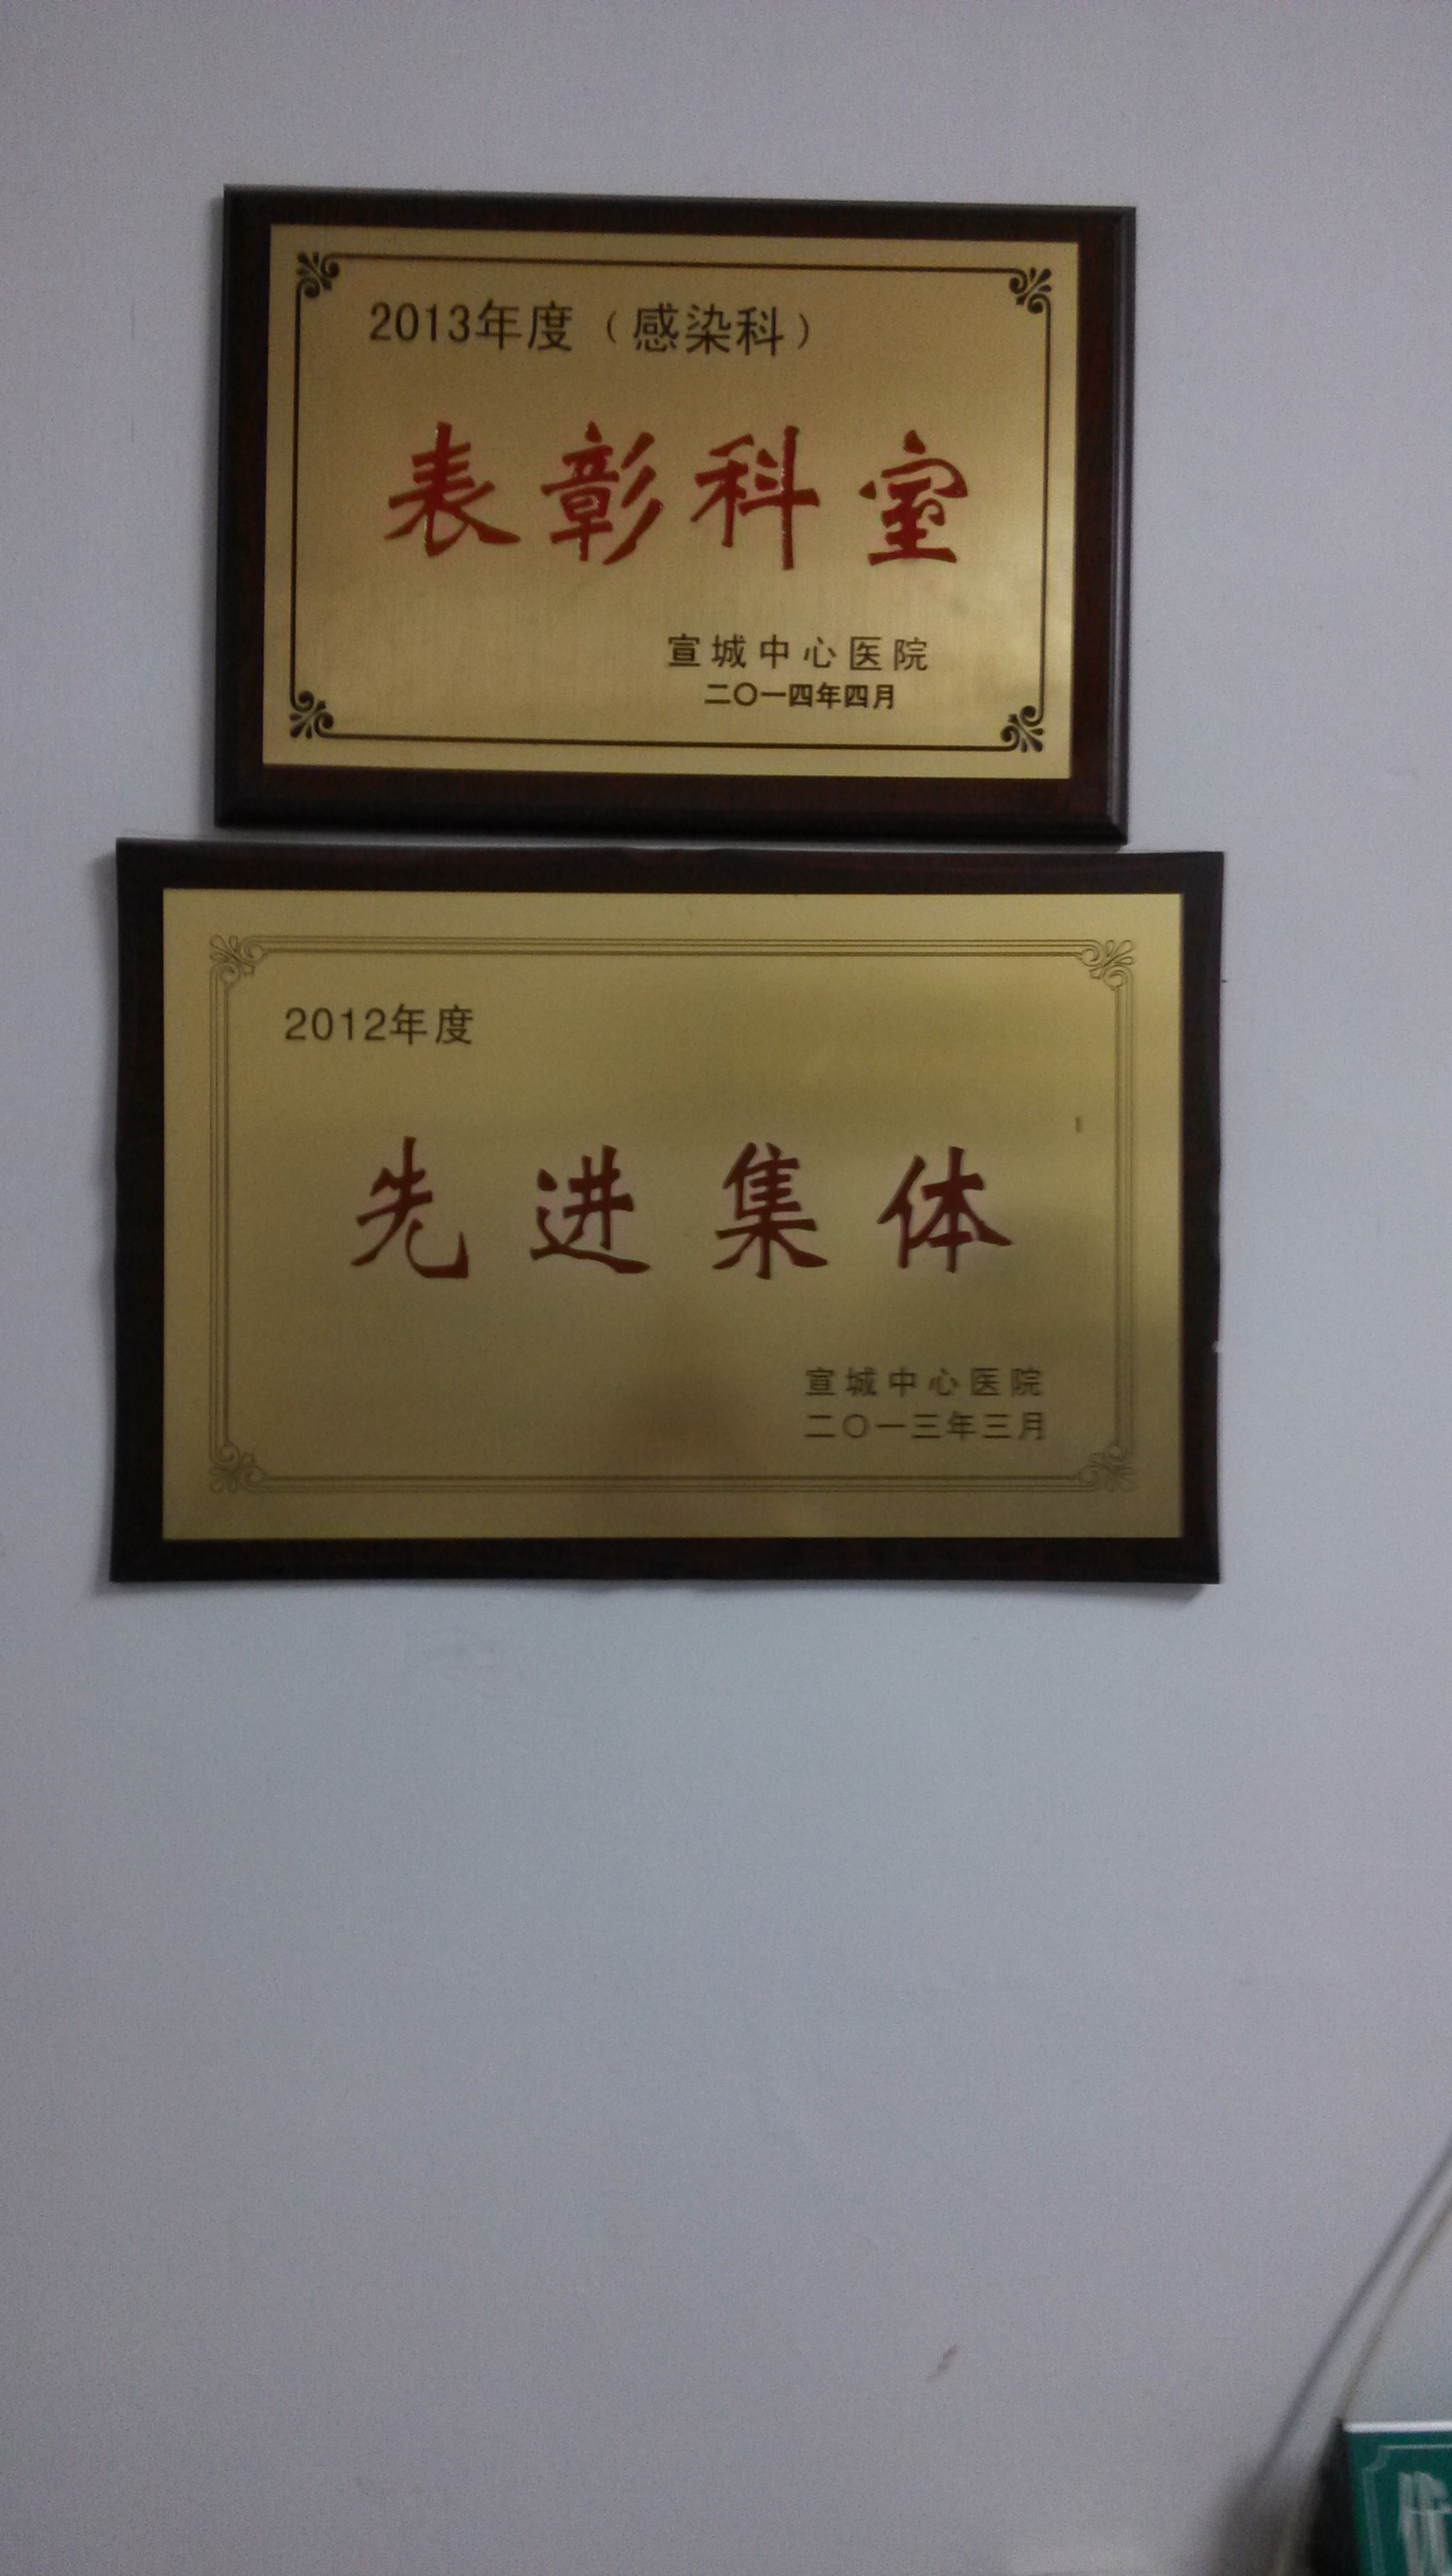 2013年度（感染科）
表彰科室
宣城中心医院
二〇一四年四月
2012年度
先进集体
宣城中心医院
二〇一三年三月